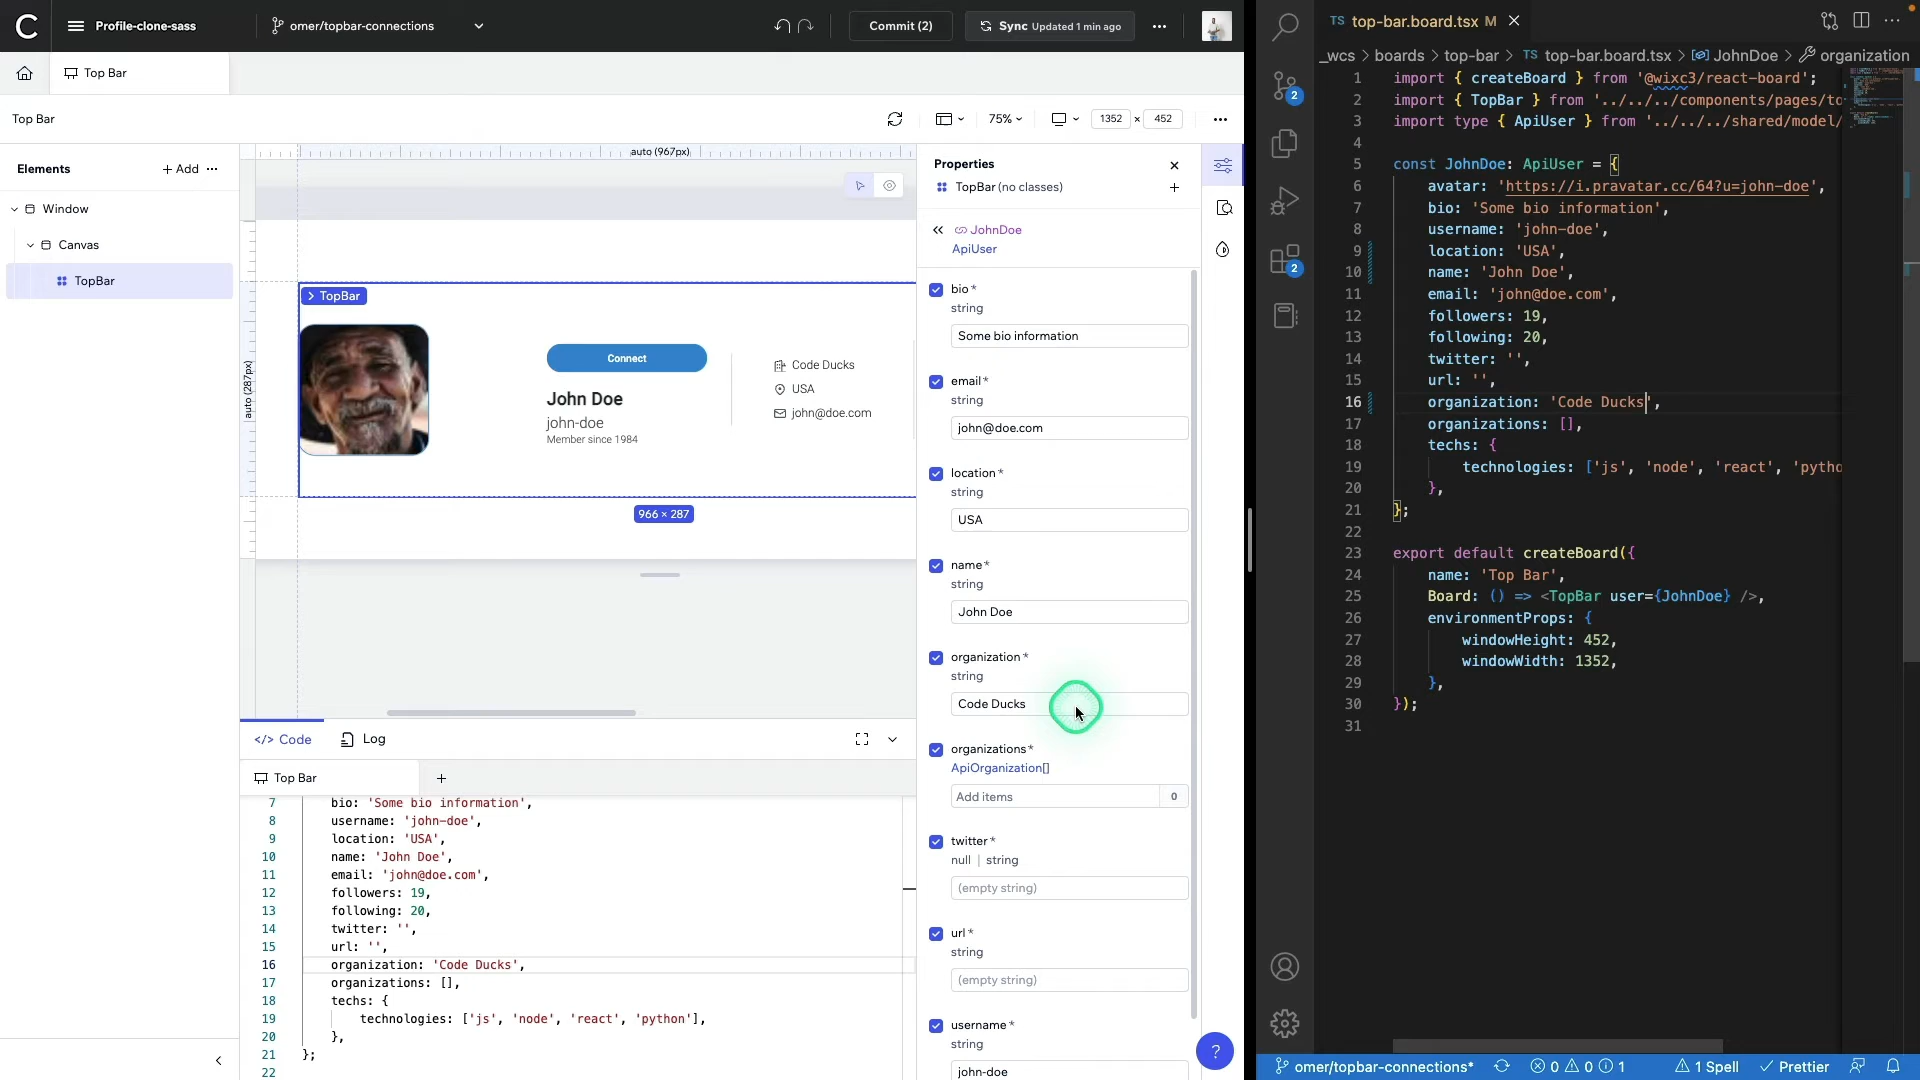 Profile-clone-sass
omer/topbar-connections
Commit (2)
Sync Updated 1 min ago
Top Bar
Top Bar
75%
1352 × 452
Elements
+ Add
Window
Canvas
TopBar
auto (967px)
auto (287px)
TopBar
Connect
John Doe
john-doe
Member since 1984
Code Ducks
USA
john@doe.com
966 × 287
Properties
TopBar (no classes)
JohnDoe
ApiUser
bio*
string
Some bio information
email*
string
john@doe.com
location*
string
USA
name*
string
John Doe
organization*
string
Code Ducks
organizations*
ApiOrganization[]
Add items 0
twitter*
null | string
(empty string)
url*
string
(empty string)
username*
string
john-doe
?
</> Code
Log
Top Bar
+
7 bio: 'Some bio information',
8 username: 'john-doe',
9 location: 'USA',
10 name: 'John Doe',
11 email: 'john@doe.com',
12 followers: 19,
13 following: 20,
14 twitter: '',
15 url: '',
16 organization: 'Code Ducks',
17 organizations: [],
18 techs: {
19 technologies: ['js', 'node', 'react', 'python'],
20 },
21 };
22
2
2
TS top-bar.board.tsx M
_wcs > boards > top-bar > TS top-bar.board.tsx > JohnDoe > organization
1 import { createBoard } from '@wixc3/react-board';
2 import { TopBar } from '../../../components/pages/to
3 import type { ApiUser } from '../../../shared/model/
4
5 const JohnDoe: ApiUser = {
6 avatar: 'https://i.pravatar.cc/64?u=john-doe',
7 bio: 'Some bio information',
8 username: 'john-doe',
9 location: 'USA',
10 name: 'John Doe',
11 email: 'john@doe.com',
12 followers: 19,
13 following: 20,
14 twitter: '',
15 url: '',
16 organization: 'Code Ducks',
17 organizations: [],
18 techs: {
19 technologies: ['js', 'node', 'react', 'pytho
20 },
21 };
22
23 export default createBoard({
24 name: 'Top Bar',
25 Board: () => <TopBar user={JohnDoe} />,
26 environmentProps: {
27 windowHeight: 452,
28 windowWidth: 1352,
29 },
30 });
31
omer/topbar-connections* 0 0 1 1 Spell Prettier